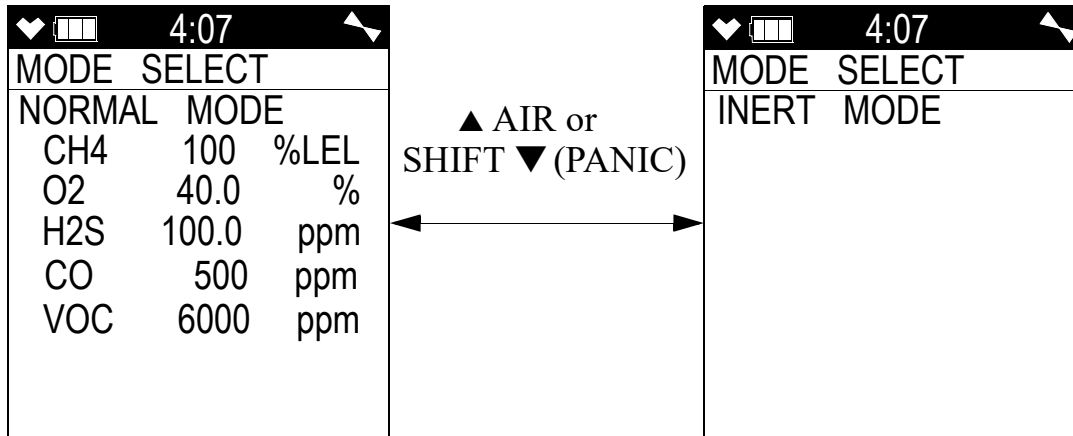 4:07
MODE SELECT
NORMAL MODE
CH4 100 %LEL
O2 40.0 %
H2S 100.0 ppm
CO 500 ppm
VOC 6000 ppm
▲ AIR or
SHIFT ▼ (PANIC)
4:07
MODE SELECT
INERT MODE